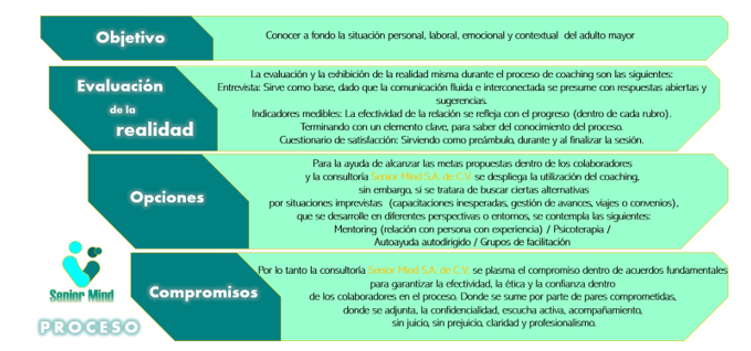 Objetivo
Conocer a fondo la situación personal, laboral, emocional y contextual del adulto mayor
Evaluación
de la
realidad
La evaluación y la exhibición de la realidad misma durante el proceso de coaching son las siguientes:
Entrevista: Sirve como base, dado que la comunicación fluida e interconectada se presume con respuestas abiertas y
sugerencias.
Indicadores medibles: La efectividad de la relación se refleja con el progreso (dentro de cada rubro).
Terminando con un elemento clave, para saber del conocimiento del proceso.
Cuestionario de satisfacción: Sirviendo como preámbulo, durante y al finalizar la sesión.
Opciones
Para la ayuda de alcanzar las metas propuestas dentro de los colaboradores
y la consultoría Senior Mind S.A. de C.V. se despliega la utilización del coaching,
sin embargo, si se tratara de buscar ciertas alternativas
por situaciones imprevistas (capacitaciones inesperadas, gestión de avances, viajes o convenios),
que se desarrolle en diferentes perspectivas o entornos, se contempla las siguientes:
Mentoring (relación con persona con experiencia) / Psicoterapia /
Autoayuda autodirigido / Grupos de facilitación
Compromisos
Por lo tanto la consultoría Senior Mind S.A. de C.V. se plasma el compromiso dentro de acuerdos fundamentales
para garantizar la efectividad, la ética y la confianza dentro
de los colaboradores en el proceso. Donde se sume por parte de pares comprometidas,
donde se adjunta, la confidencialidad, escucha activa, acompañamiento,
sin juicio, sin prejuicio, claridad y profesionalismo.
Senior Mind
PROCESO